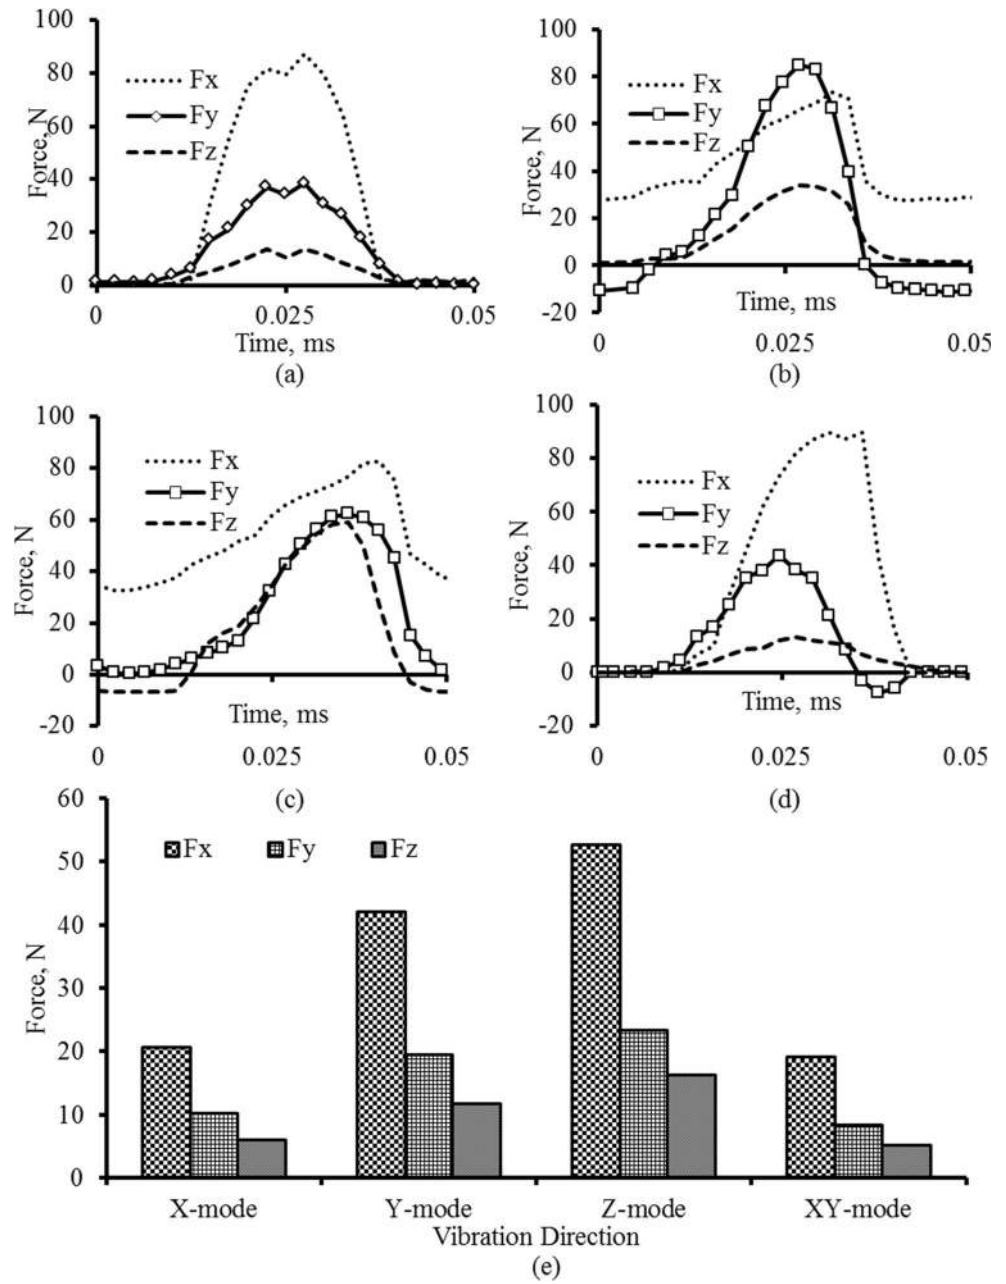 100
80
60
40
20
0
Force, N
Fx
Fy
Fz
0 0.025 0.05
Time, ms
(a)
100
80
60
40
20
0
-20
Force, N
Fx
Fy
Fz
Time, ms
0 0.025 0.05
(b)
100
80
60
40
20
0
-20
Force, N
Fx
Fy
Fz
Time, ms
0 0.025 0.05
(c)
100
80
60
40
20
0
-20
Force, N
Fx
Fy
Fz
Time, ms
0 0.025 0.05
(d)
60
50
40
30
20
10
0
Force, N
Fx Fy Fz
X-mode Y-mode Z-mode XY-mode
Vibration Direction
(e)